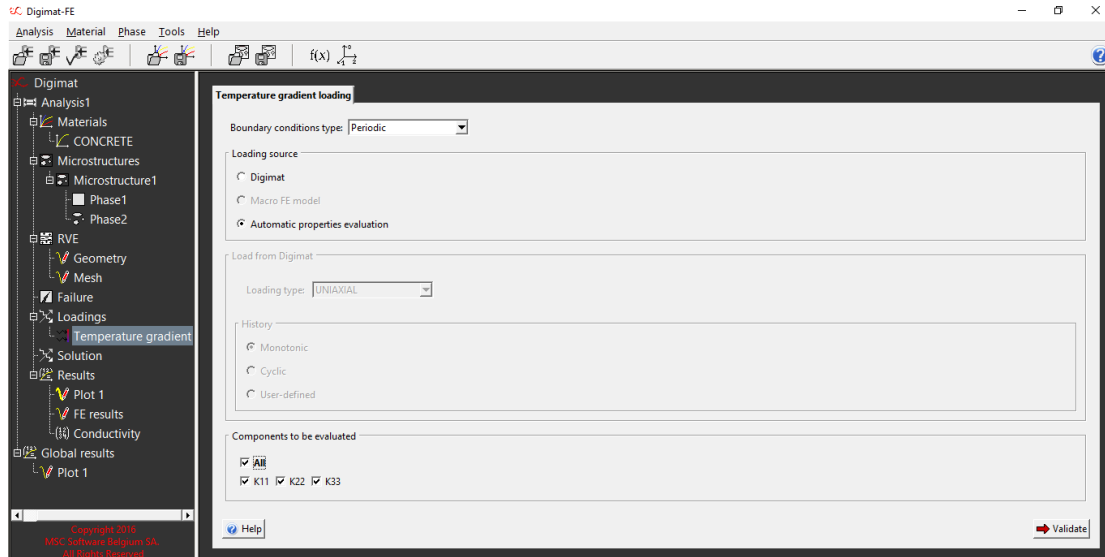 Digimat-FE
Analysis Material Phase Tools Help
f(x)
Digimat
Analysis1
Materials
CONCRETE
Microstructures
Microstructure1
Phase1
Phase2
RVE
Geometry
Mesh
Failure
Loadings
Temperature gradient
Solution
Results
Plot 1
FE results
Conductivity
Global results
Plot 1
Copyright 2016
MSC Software Belgium SA.
All Rights Reserved
Temperature gradient loading
Boundary conditions type: Periodic
Loading source
Digimat
Macro FE model
Automatic properties evaluation
Load from Digimat
Loading type: UNIAXIAL
History
Monotonic
Cyclic
User-defined
Components to be evaluated
All
K11 K22 K33
Help
Validate